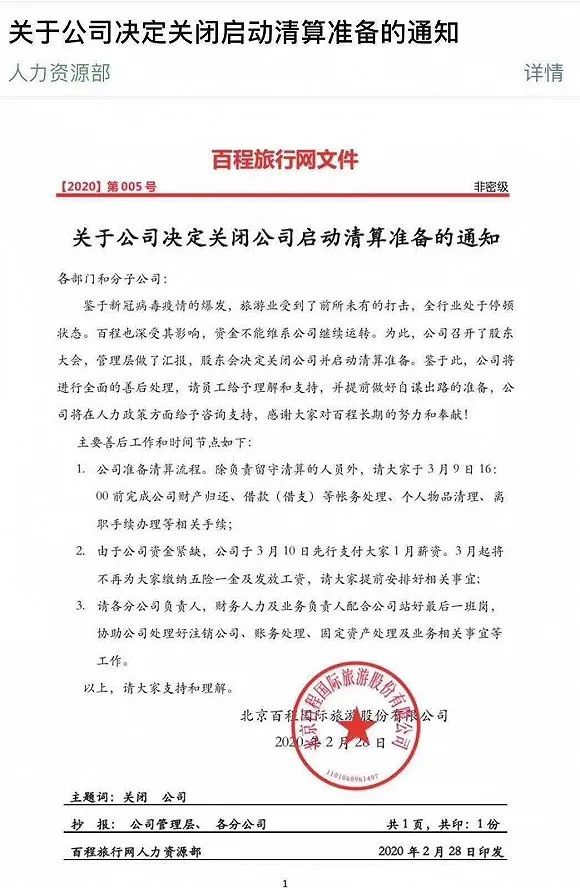 关于公司决定关闭启动清算准备的通知
人力资源部 详情
百程旅行网文件
【2020】第 005 号 非密级
关于公司决定关闭公司启动清算准备的通知
各部门和分子公司：
鉴于新冠病毒疫情的爆发，旅游业受到了前所未有的打击，全行业处于停顿
状态。百程也深受其影响，资金不能维系公司继续运转。为此，公司召开了股东
大会，管理层做了汇报，股东会决定关闭公司并启动清算准备。鉴于此，公司将
进行全面的善后处理，请员工给予理解和支持，并提前做好自谋出路的准备，公
司将在人力政策方面给予咨询支持，感谢大家对百程长期的努力和奉献！
主要善后工作和时间节点如下：
1. 公司准备清算流程。除负责留守清算的人员外，请大家于 3 月 9 日 16：
00 前完成公司财产归还、借款（借支）等帐务处理、个人物品清理、离
职手续办理等相关手续；
2. 由于公司资金紧缺，公司于 3 月 10 日先行支付大家 1 月薪资。3 月起将
不再为大家缴纳五险一金及发放工资，请大家提前安排好相关事宜；
3. 请各分公司负责人，财务人力及业务负责人配合公司站好最后一班岗，
协助公司处理好注销公司、账务处理、固定资产处理及业务相关事宜等
工作。
以上，请大家支持和理解。
北京百程国际旅游股份有限公司
2020 年 2 月 28 日
北京百程国际旅游股份有限公司
1101060961497
主题词：关闭 公司
抄 报： 公司管理层、 各分公司 共 1 页，共印：1 份
百程旅行网人力资源部 2020 年 2 月 28 日印发
1